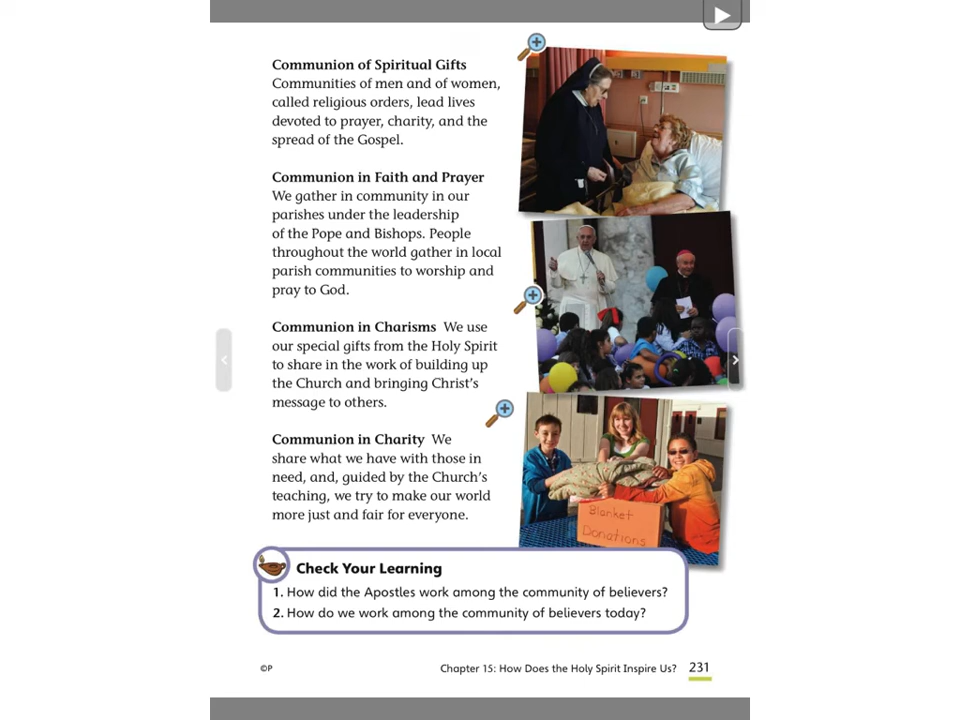 Communion of Spiritual Gifts
Communities of men and of women,
called religious orders, lead lives
devoted to prayer, charity, and the
spread of the Gospel.
Communion in Faith and Prayer
We gather in community in our
parishes under the leadership
of the Pope and Bishops. People
throughout the world gather in local
parish communities to worship and
pray to God.
Communion in Charisms We use
our special gifts from the Holy Spirit
to share in the work of building up
the Church and bringing Christ's
message to others.
Communion in Charity We
share what we have with those in
need, and, guided by the Church's
teaching, we try to make our world
more just and fair for everyone.
Blanket
Donations
Check Your Learning
1. How did the Apostles work among the community of believers?
2. How do we work among the community of believers today?
©P
Chapter 15: How Does the Holy Spirit Inspire Us? 231